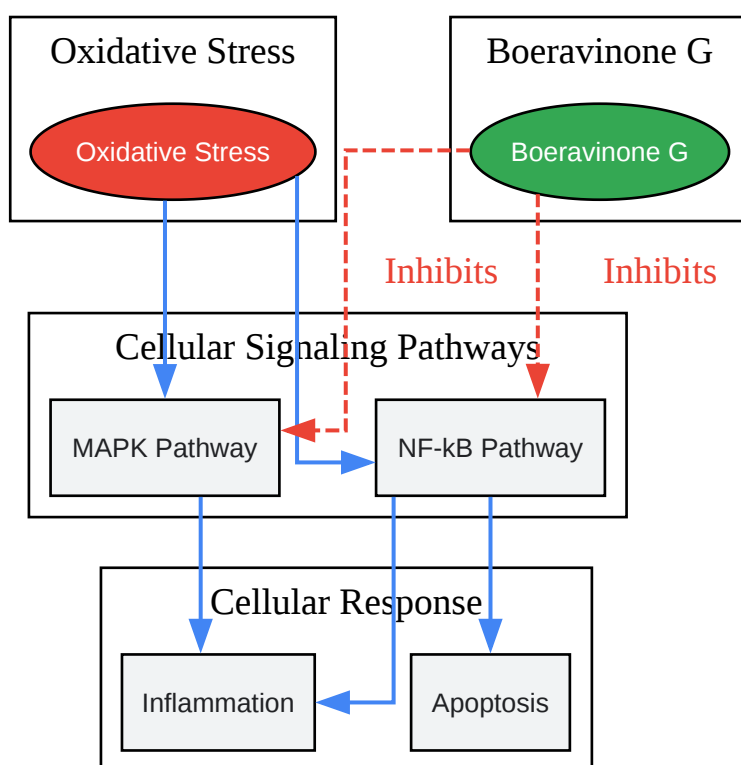 Oxidative Stress
Boeravinone G
Oxidative Stress
Boeravinone G
Inhibits
Inhibits
Cellular Signaling Pathways
MAPK Pathway
NF-kB Pathway
Cellular Response
Inflammation
Apoptosis